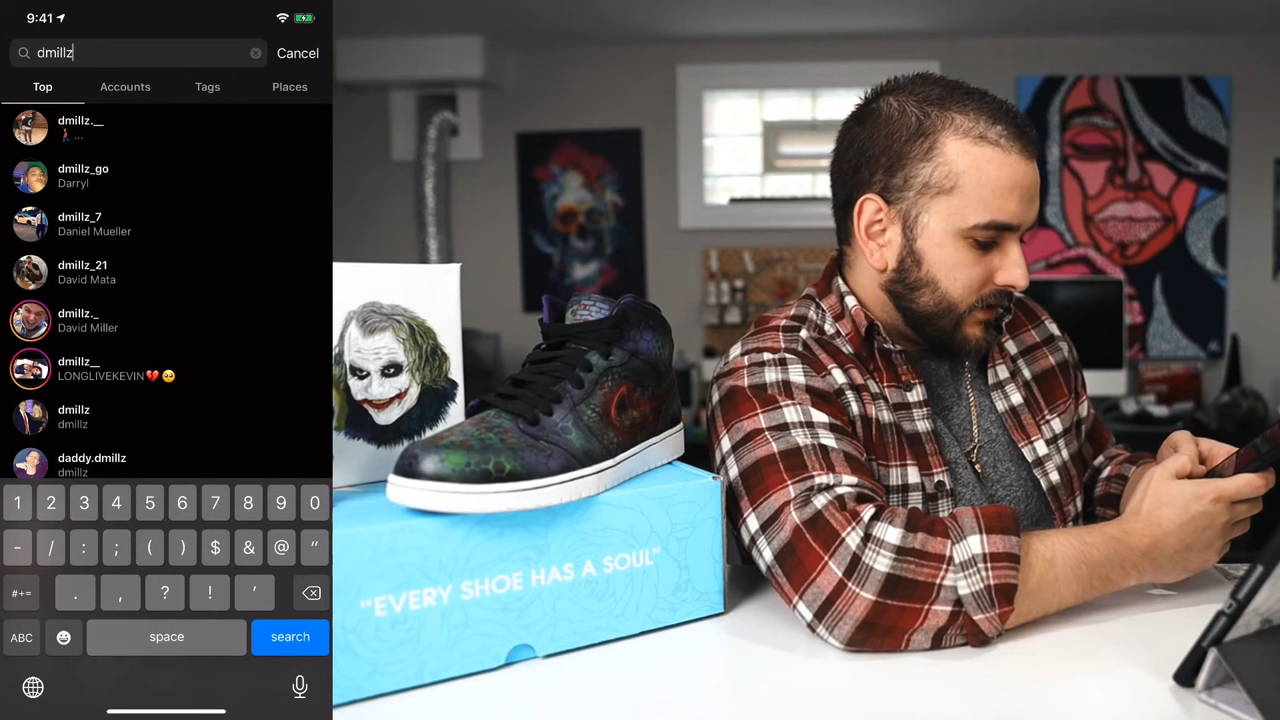 9:41
dmillz
Cancel
Top
Accounts
Tags
Places
dmillz.__
...
dmillz_go
Darryl
dmillz_7
Daniel Mueller
dmillz_21
David Mata
dmillz._
David Miller
dmillz__
LONGLIVEKEVIN💔🥺
dmillz
dmillz
daddy.dmillz
dmillz
1 2 3 4 5 6 7 8 9 0
- / : ; ( ) $ & @ "
#+= . , ? ! '
ABC space search
"EVERY SHOE HAS A SOUL"